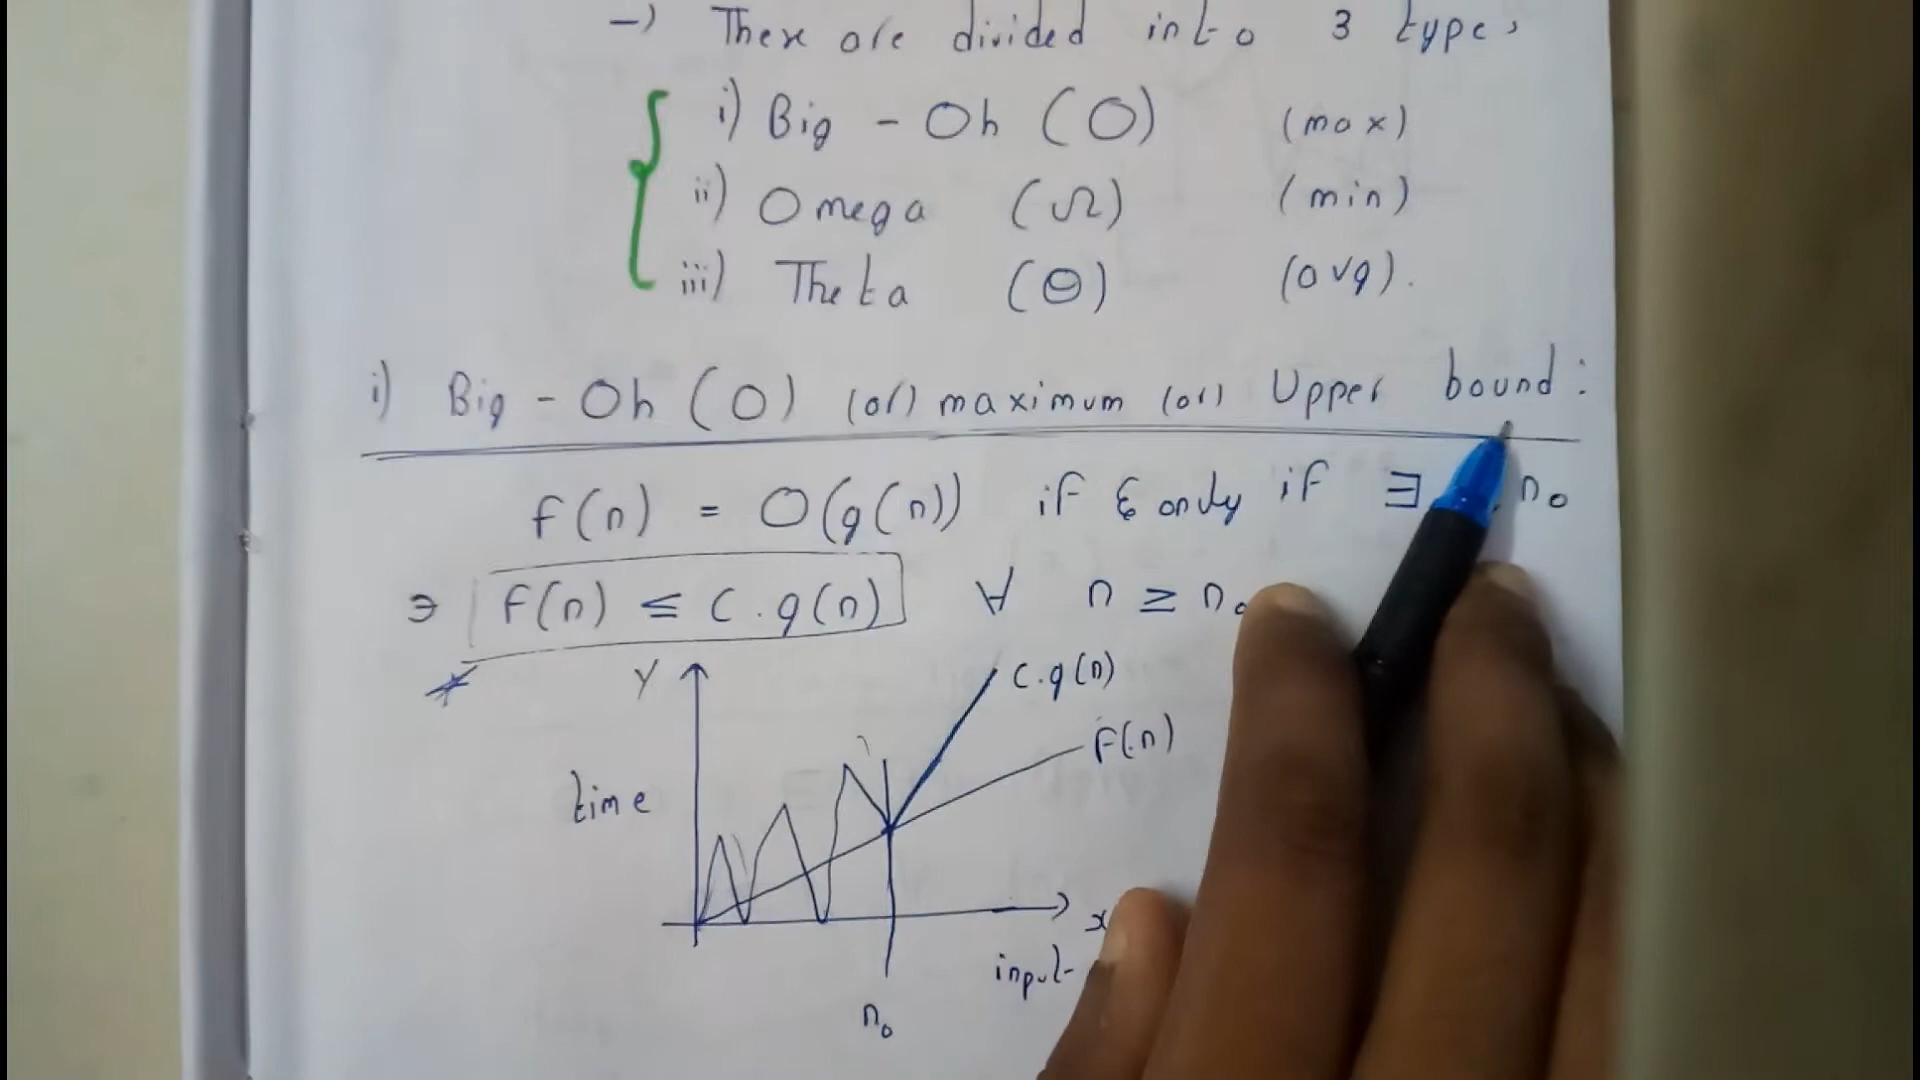 → There are divided into 3 types
i) Big - Oh (O) (max)
ii) Omega (Ω) (min)
iii) Theta (Θ) (avg).
i) Big - Oh (O) (or) maximum (or) Upper bound:
f(n) = O(g(n)) if & only if ∃ n₀
∋ f(n) ≤ C.g(n) ∀ n ≥ n₀
Y
C.g(n)
F(n)
time
x
input
n₀